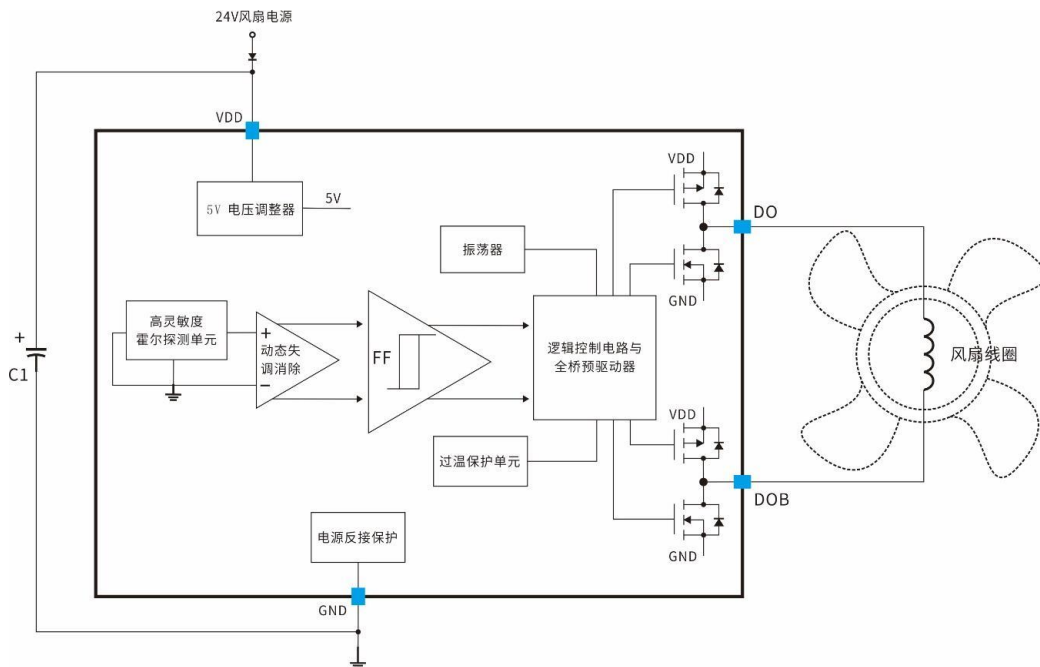 24V风扇电源
VDD
5V 电压调整器
5V
VDD
DO
振荡器
GND
高灵敏度
霍尔探测单元
+
动态失
调消除
−
FF
逻辑控制电路与
全桥预驱动器
风扇线圈
+
C1
VDD
过温保护单元
DOB
电源反接保护
GND
GND